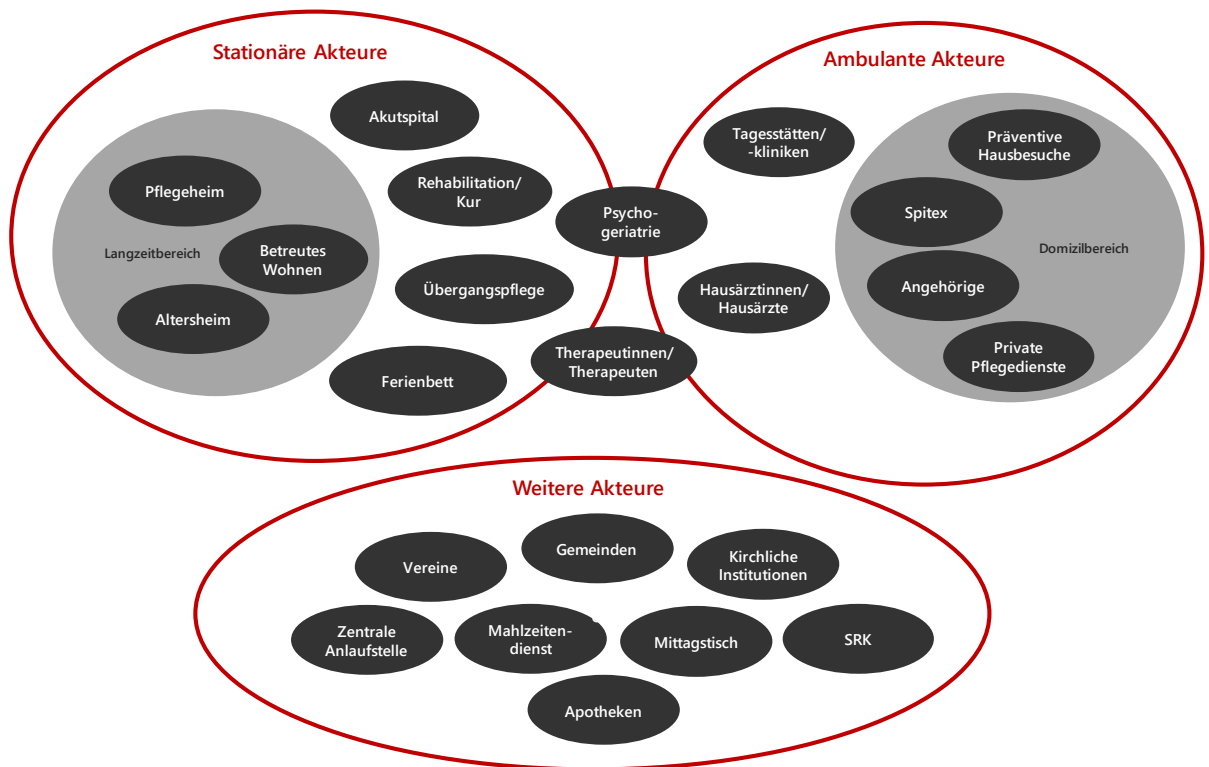 Stationäre Akteure
Akutspital
Pflegeheim
Rehabilitation/
Kur
Langzeitbereich
Betreutes
Wohnen
Übergangspflege
Altersheim
Ferienbett
Psycho-
geriatrie
Therapeutinnen/
Therapeuten
Ambulante Akteure
Tagesstätten/
-kliniken
Präventive
Hausbesuche
Spitex
Domizilbereich
Angehörige
Hausärztinnen/
Hausärzte
Private
Pflegedienste
Weitere Akteure
Gemeinden
Vereine
Kirchliche
Institutionen
Zentrale
Anlaufstelle
Mahlzeiten-
dienst
Mittagstisch
SRK
Apotheken